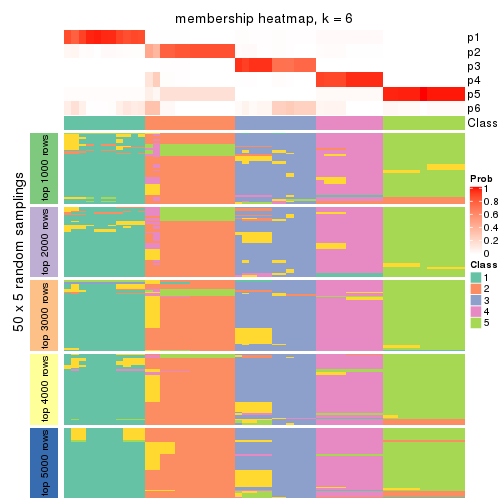 membership heatmap, k = 6
p1
p2
p3
p4
p5
p6
Class
50 x 5 random samplings
top 1000 rows
top 2000 rows
top 3000 rows
top 4000 rows
top 5000 rows
Prob
1
0.8
0.6
0.4
0.2
0
Class
1
2
3
4
5